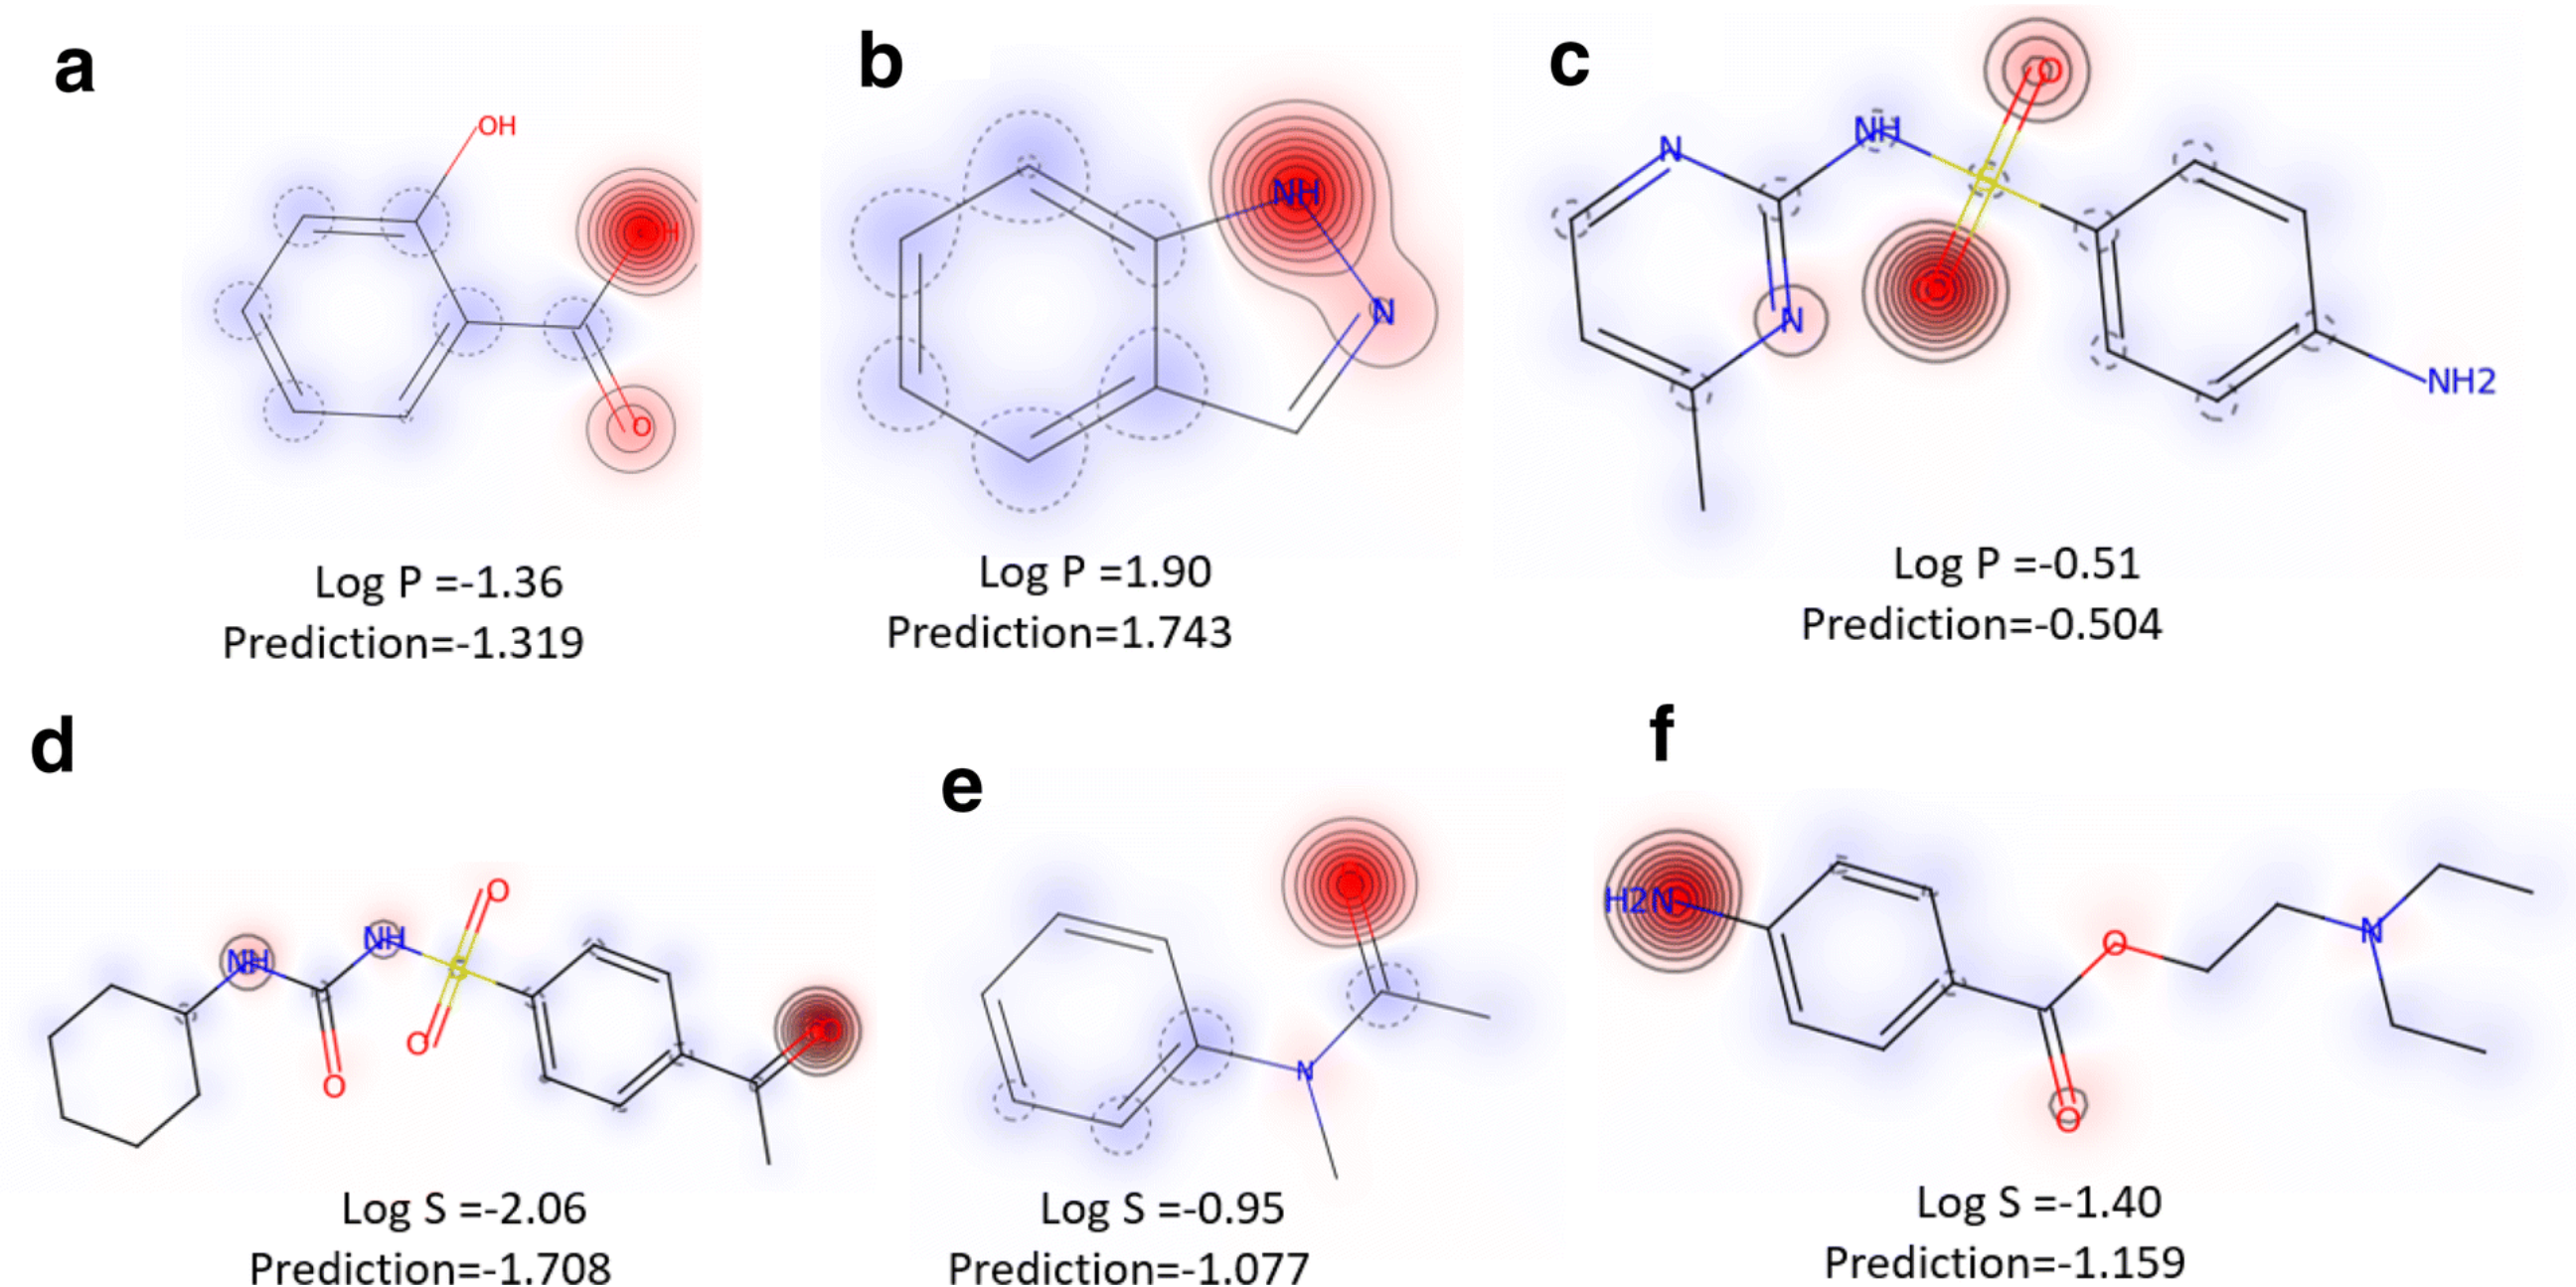 a
OH
H
O
Log P =-1.36
Prediction=-1.319
b
NH
N
Log P =1.90
Prediction=1.743
c
O
NH
N
S
N
NH2
Log P =-0.51
Prediction=-0.504
d
O
NH
NH
S
O
O
Log S =-2.06
Prediction=-1.708
e
N
Log S =-0.95
Prediction=-1.077
f
H2N
O
N
O
Log S =-1.40
Prediction=-1.159